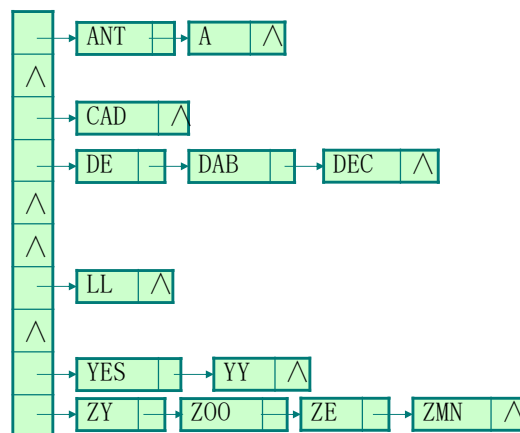 ANT A ∧
∧
CAD ∧
DE DAB DEC ∧
∧
∧
LL ∧
∧
YES YY ∧
ZY ZOO ZE ZMN ∧